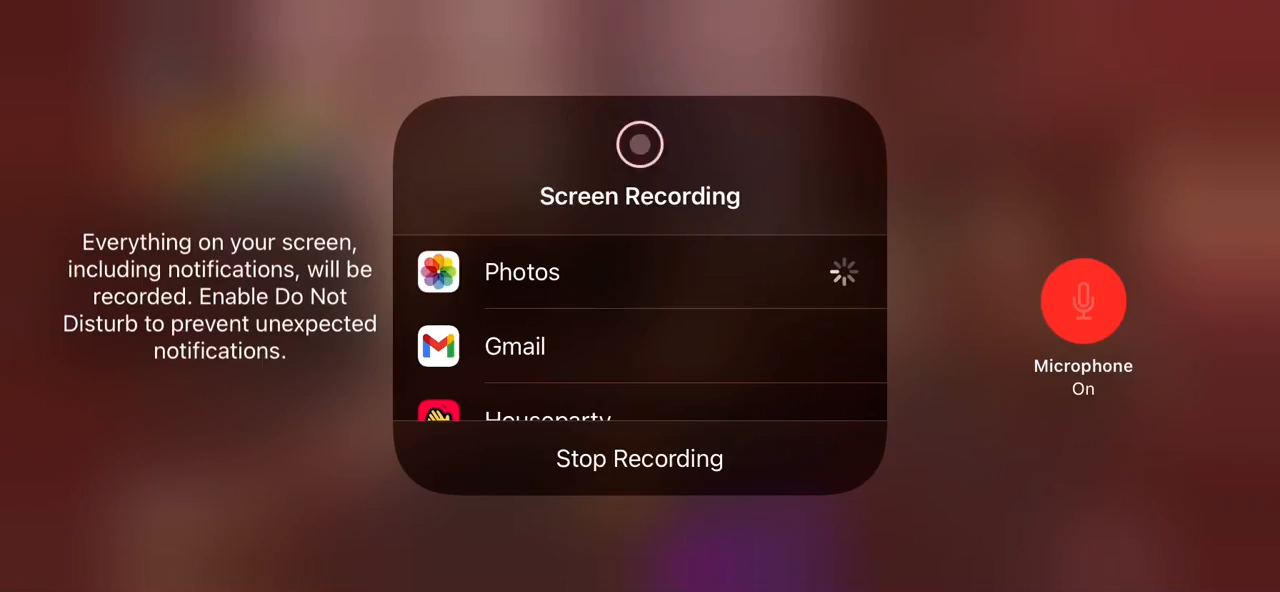 Screen Recording
Everything on your screen,
including notifications, will be
recorded. Enable Do Not
Disturb to prevent unexpected
notifications.
Photos
Gmail
Houseparty
Stop Recording
Microphone
On